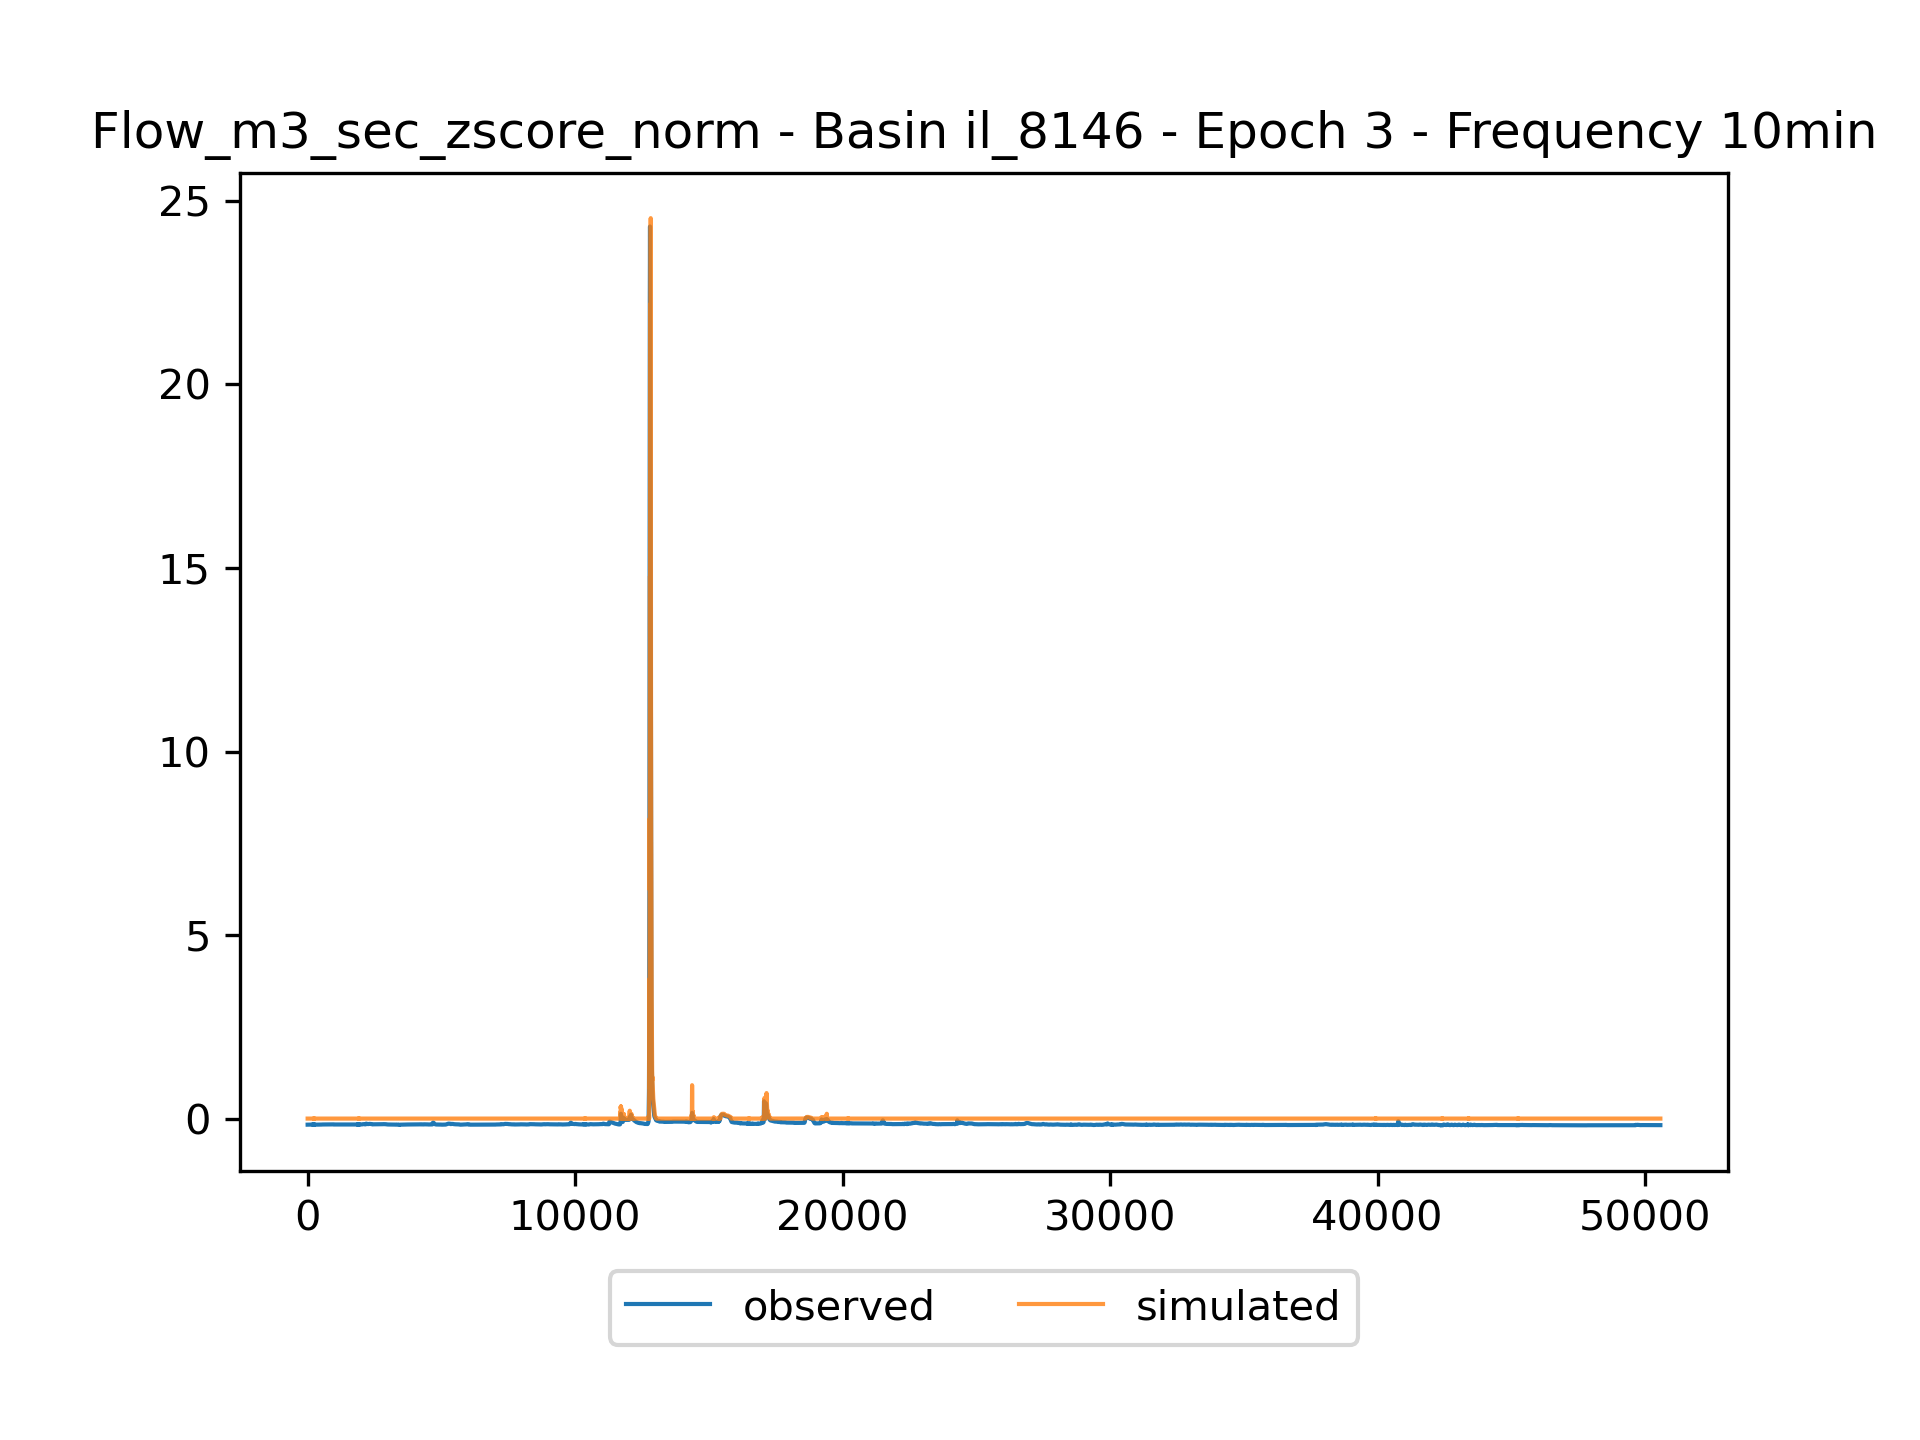 Flow_m3_sec_zscore_norm - Basin il_8146 - Epoch 3 - Frequency 10min
25
20
15
10
5
0
0 10000 20000 30000 40000 50000
observed simulated